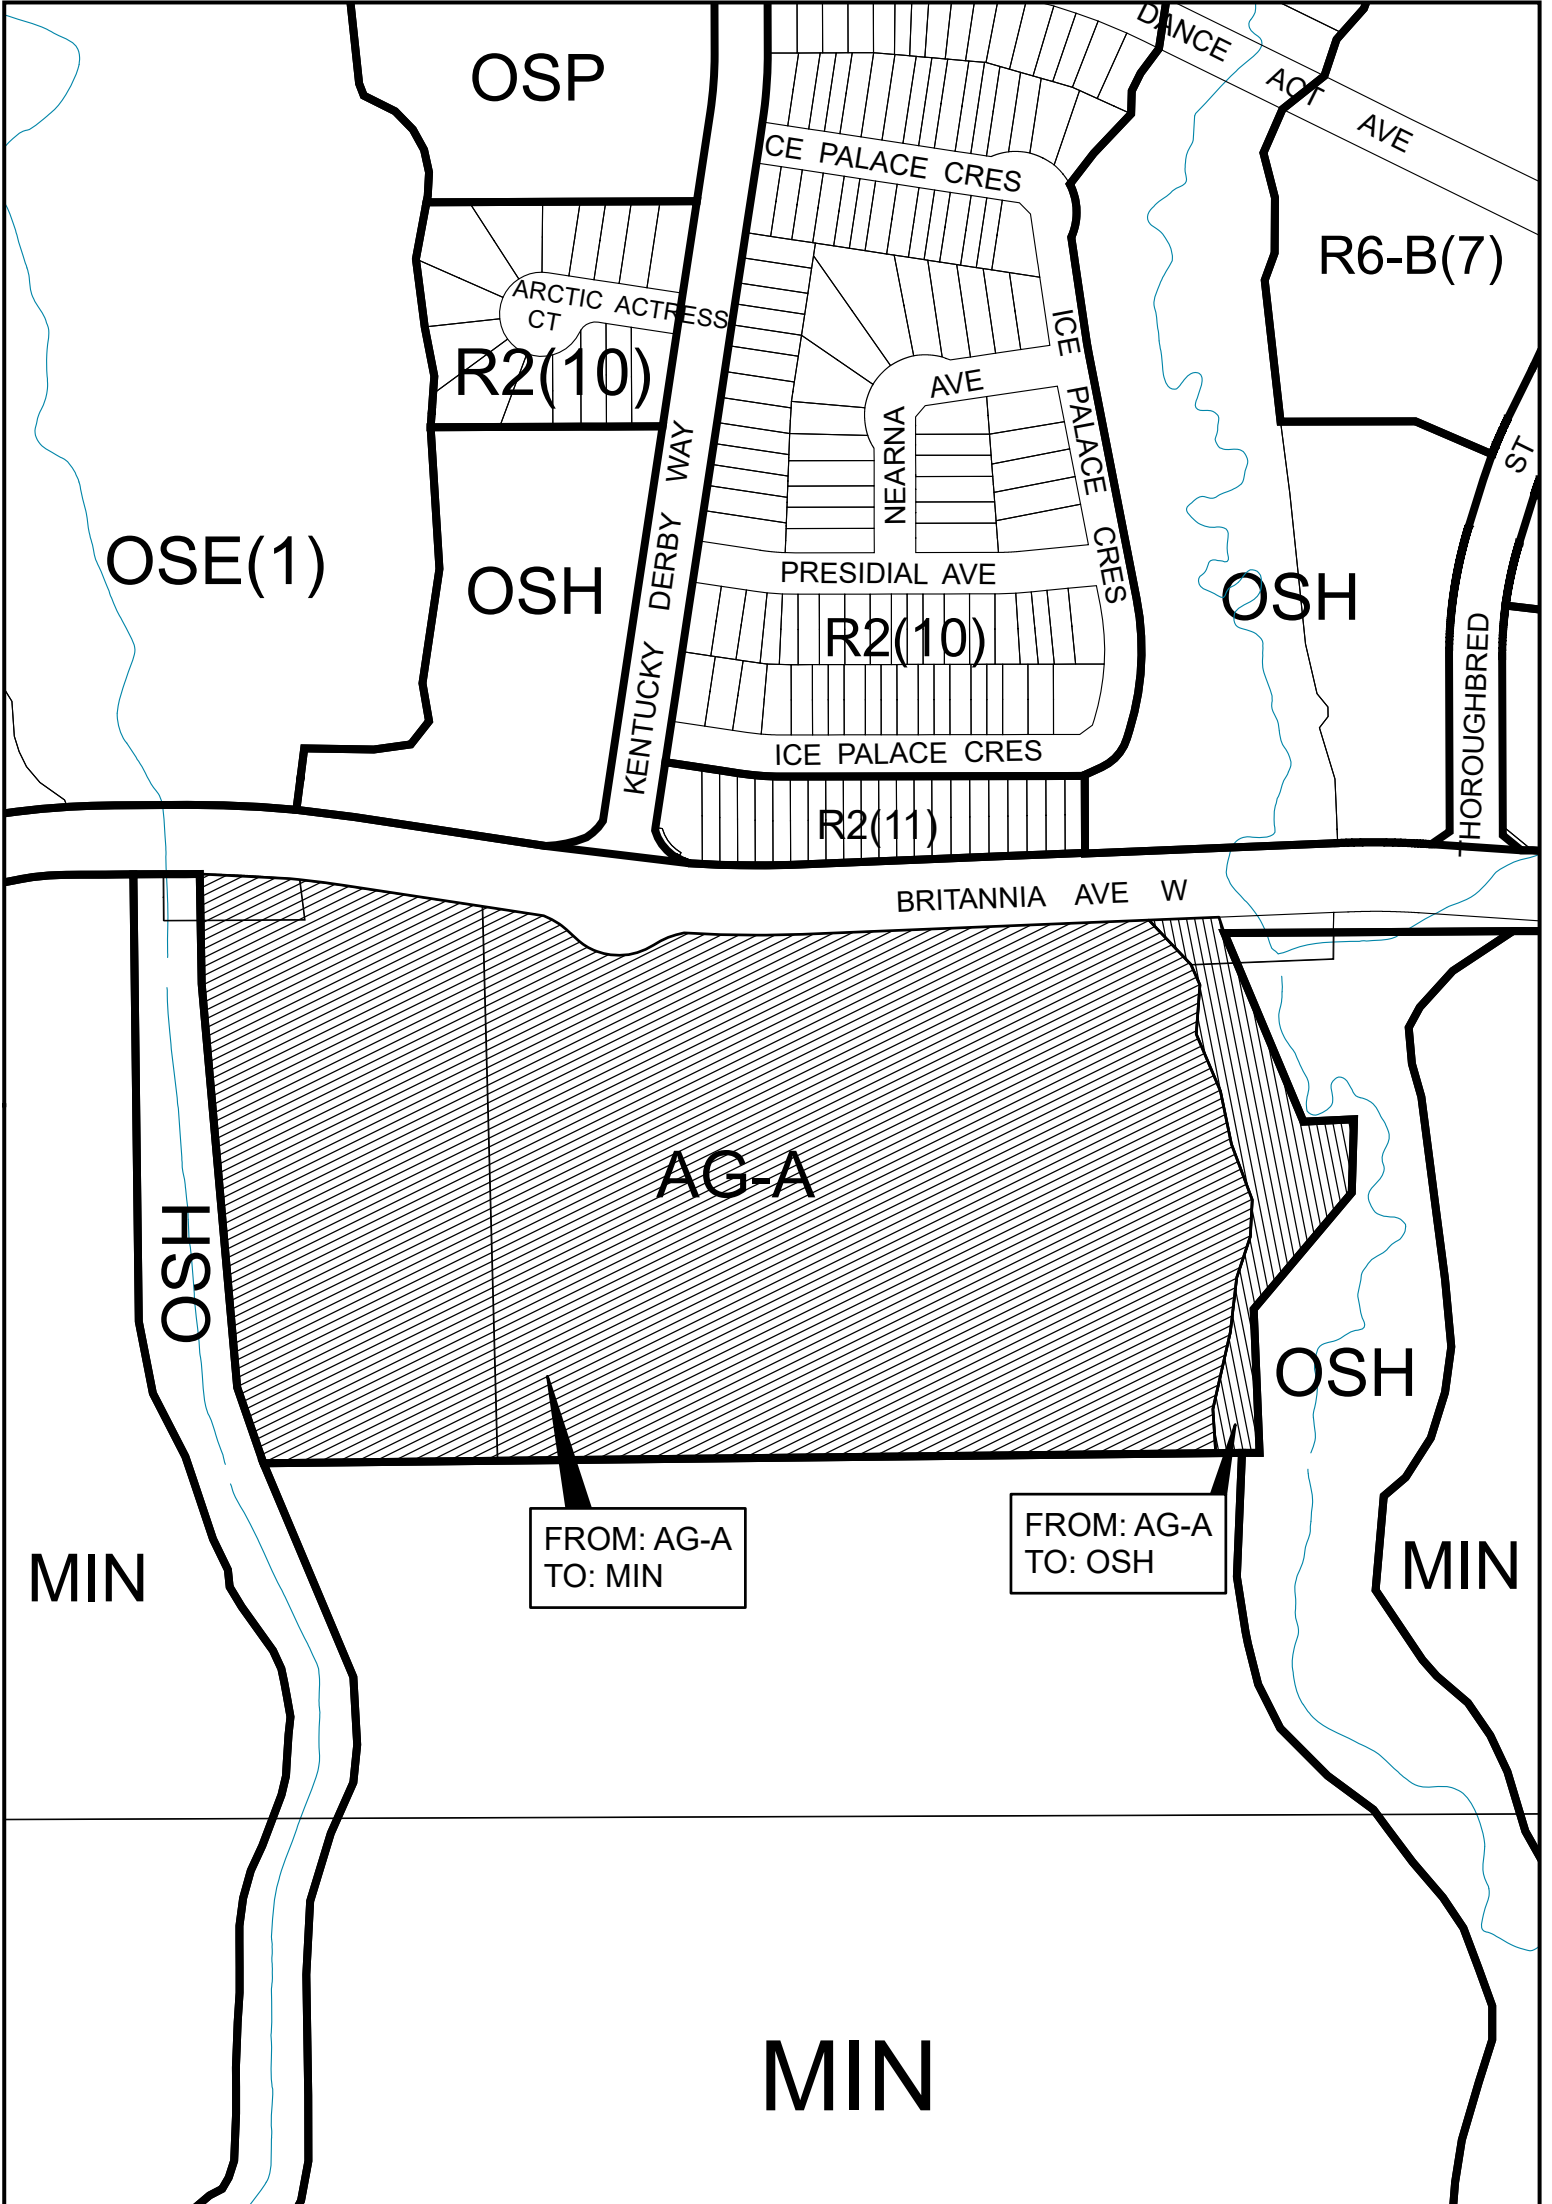 DANCE ACT AVE
OSP
ICE PALACE CRES
R6-B(7)
ARCTIC ACTRESS
CT
R2(10)
ICE PALACE CRES
AVE
NEARNA
KENTUCKY DERBY WAY
ST
THOROUGHBRED
OSE(1)
OSH
PRESIDIAL AVE
OSH
R2(10)
ICE PALACE CRES
R2(11)
BRITANNIA AVE W
AG-A
OSH
OSH
FROM: AG-A
TO: MIN
FROM: AG-A
TO: OSH
MIN
MIN
MIN